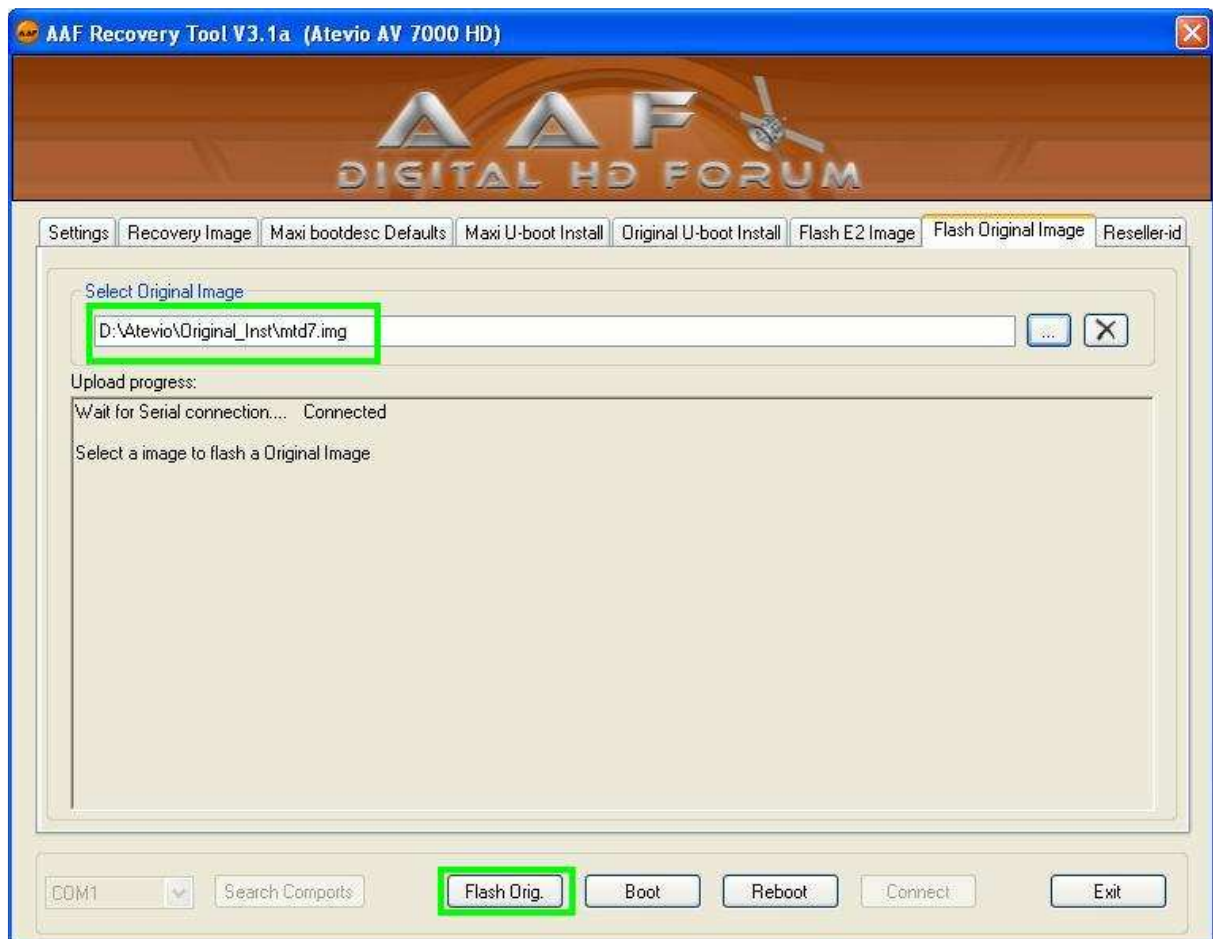 AAF Recovery Tool V3.1a (Atevio AV 7000 HD)
AAF
DIGITAL HD FORUM
Settings Recovery Image Maxi bootdesc Defaults Maxi U-boot Install Original U-boot Install Flash E2 Image Flash Original Image Reseller-id
Select Original Image
D:\Atevio\Original_Inst\mtd7.img ...
Upload progress:
Wait for Serial connection.... Connected
Select a image to flash a Original Image
COM1 Search Comports Flash Orig. Boot Reboot Connect Exit